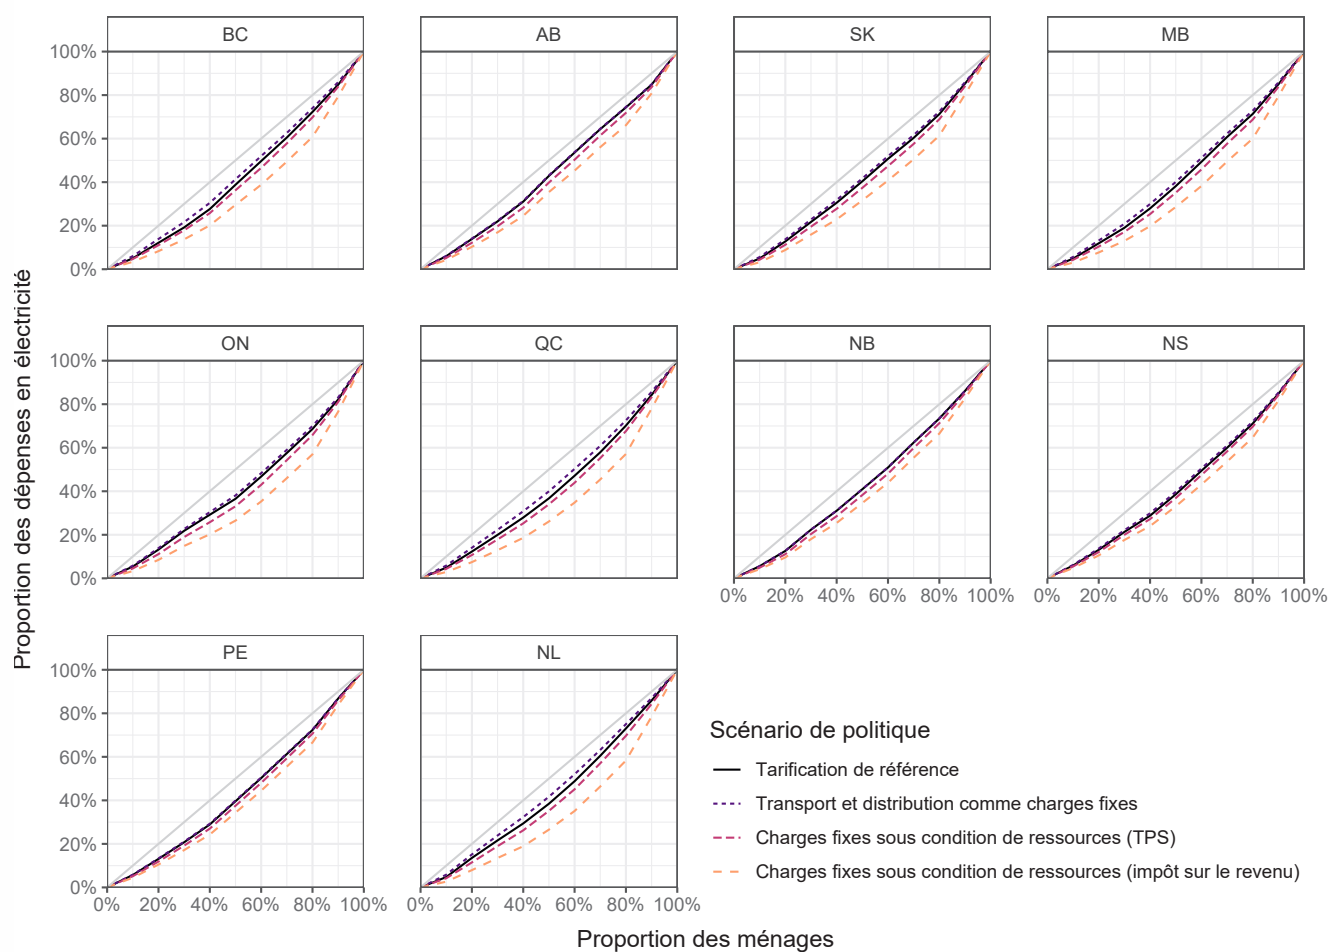 BC
AB
SK
MB
100%
80%
60%
40%
20%
0%
ON
QC
NB
NS
100%
80%
60%
40%
20%
0%
0% 20% 40% 60% 80% 100%
0% 20% 40% 60% 80% 100%
PE
NL
100%
80%
60%
40%
20%
0%
0% 20% 40% 60% 80% 100%
0% 20% 40% 60% 80% 100%
Proportion des dépenses en électricité
Proportion des ménages
Scénario de politique
Tarification de référence
Transport et distribution comme charges fixes
Charges fixes sous condition de ressources (TPS)
Charges fixes sous condition de ressources (impôt sur le revenu)